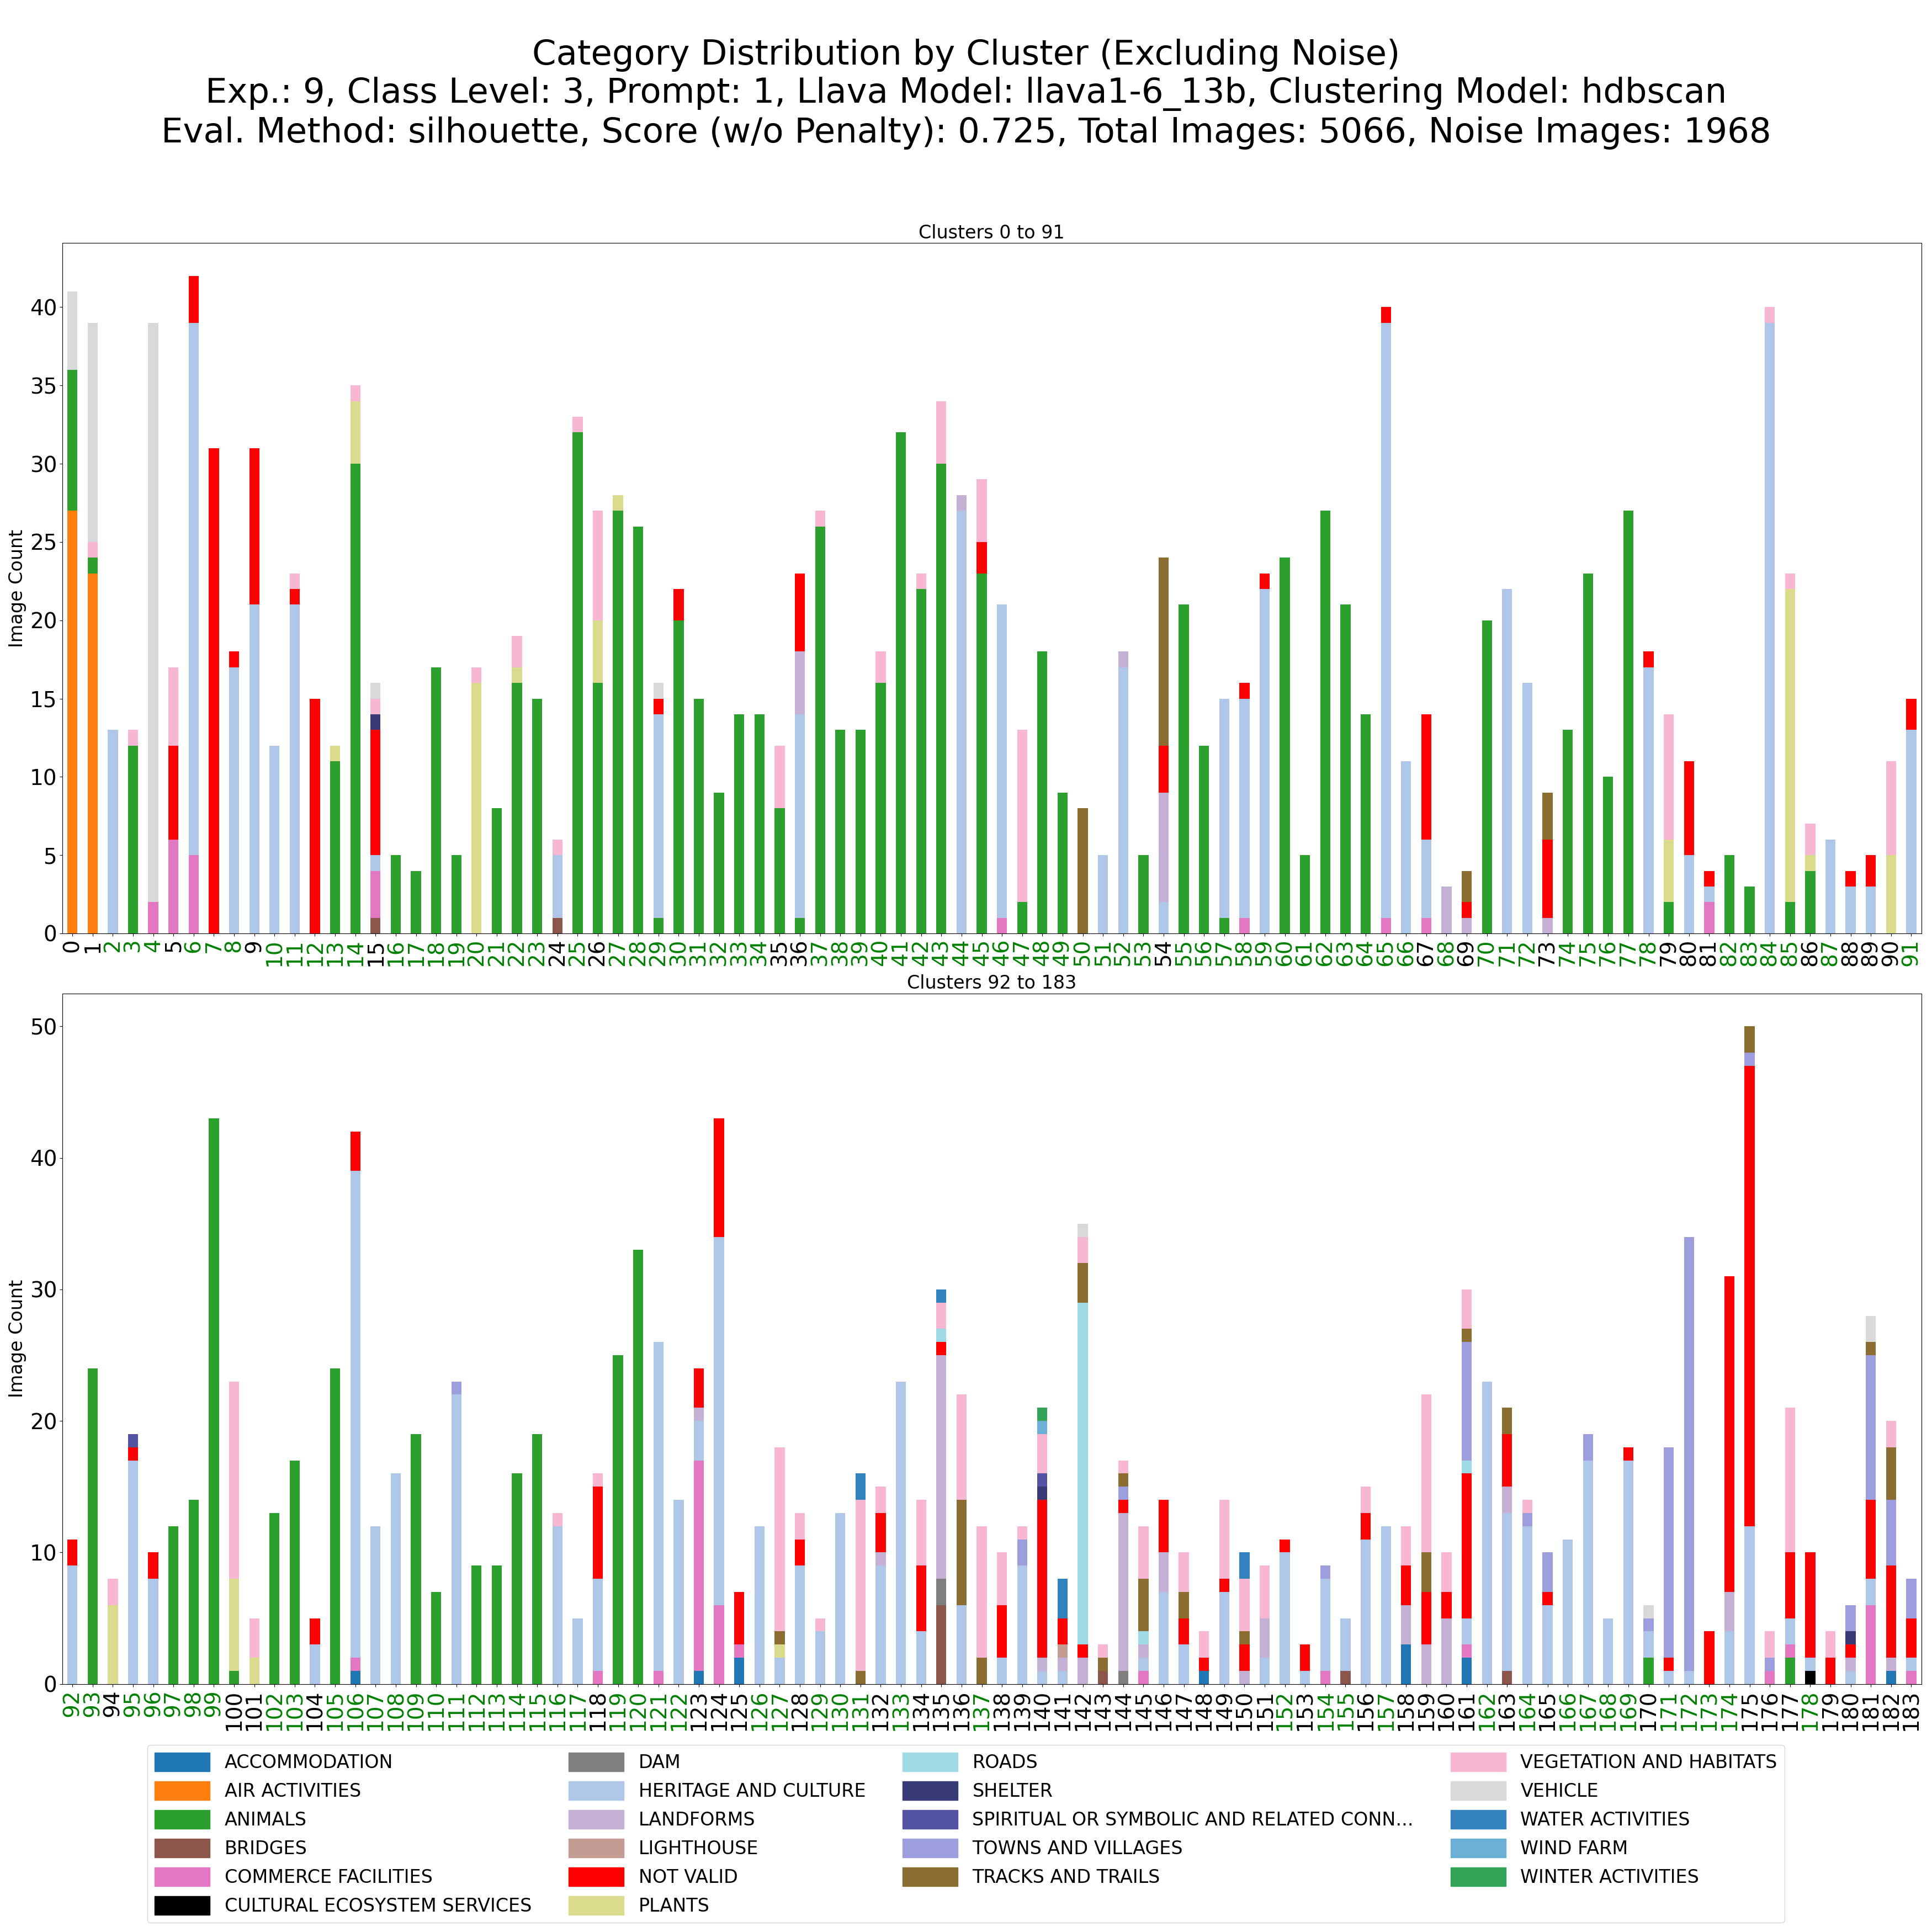 Category Distribution by Cluster (Excluding Noise)
Exp.: 9, Class Level: 3, Prompt: 1, Llava Model: llava1-6_13b, Clustering Model: hdbscan
Eval. Method: silhouette, Score (w/o Penalty): 0.725, Total Images: 5066, Noise Images: 1968
Clusters 0 to 91
Image Count
40
35
30
25
20
15
10
5
0
0 1 2 3 4 5 6 7 8 9 10 11 12 13 14 15 16 17 18 19 20 21 22 23 24 25 26 27 28 29 30 31 32 33 34 35 36 37 38 39 40 41 42 43 44 45 46 47 48 49 50 51 52 53 54 55 56 57 58 59 60 61 62 63 64 65 66 67 68 69 70 71 72 73 74 75 76 77 78 79 80 81 82 83 84 85 86 87 88 89 90 91
Clusters 92 to 183
Image Count
50
40
30
20
10
0
92 93 94 95 96 97 98 99 100 101 102 103 104 105 106 107 108 109 110 111 112 113 114 115 116 117 118 119 120 121 122 123 124 125 126 127 128 129 130 131 132 133 134 135 136 137 138 139 140 141 142 143 144 145 146 147 148 149 150 151 152 153 154 155 156 157 158 159 160 161 162 163 164 165 166 167 168 169 170 171 172 173 174 175 176 177 178 179 180 181 182 183
ACCOMMODATION
AIR ACTIVITIES
ANIMALS
BRIDGES
COMMERCE FACILITIES
CULTURAL ECOSYSTEM SERVICES
DAM
HERITAGE AND CULTURE
LANDFORMS
LIGHTHOUSE
NOT VALID
PLANTS
ROADS
SHELTER
SPIRITUAL OR SYMBOLIC AND RELATED CONN...
TOWNS AND VILLAGES
TRACKS AND TRAILS
VEGETATION AND HABITATS
VEHICLE
WATER ACTIVITIES
WIND FARM
WINTER ACTIVITIES